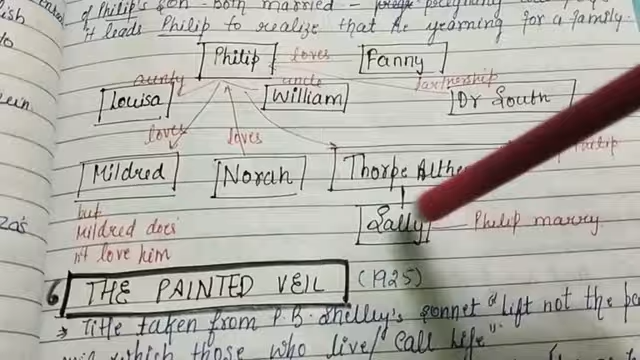 of Philip's son - both married -
it leads Philip to realize that he yearning for a family.
Philip loves Fanny
aunty uncle partnership
Louisa William Dr South
loves loves
Mildred Norah Thorpe Athe
but
Mildred does
n't love him
Sally Philip marry
6 THE PAINTED VEIL (1925)
→ Title taken from P.B. Shelley's sonnet "lift not the
which those who live/ call life".